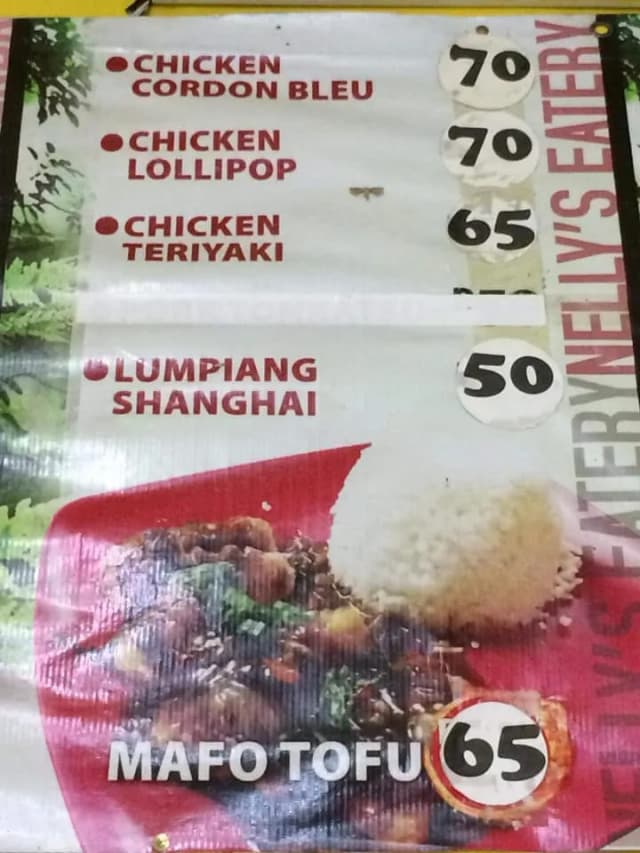 CHICKEN
CORDON BLEU 70
CHICKEN
LOLLIPOP 70
CHICKEN
TERIYAKI 65
LUMPIANG
SHANGHAI 50
MAFO TOFU 65
NELLY'S EATERY
NELLY'S EATERY